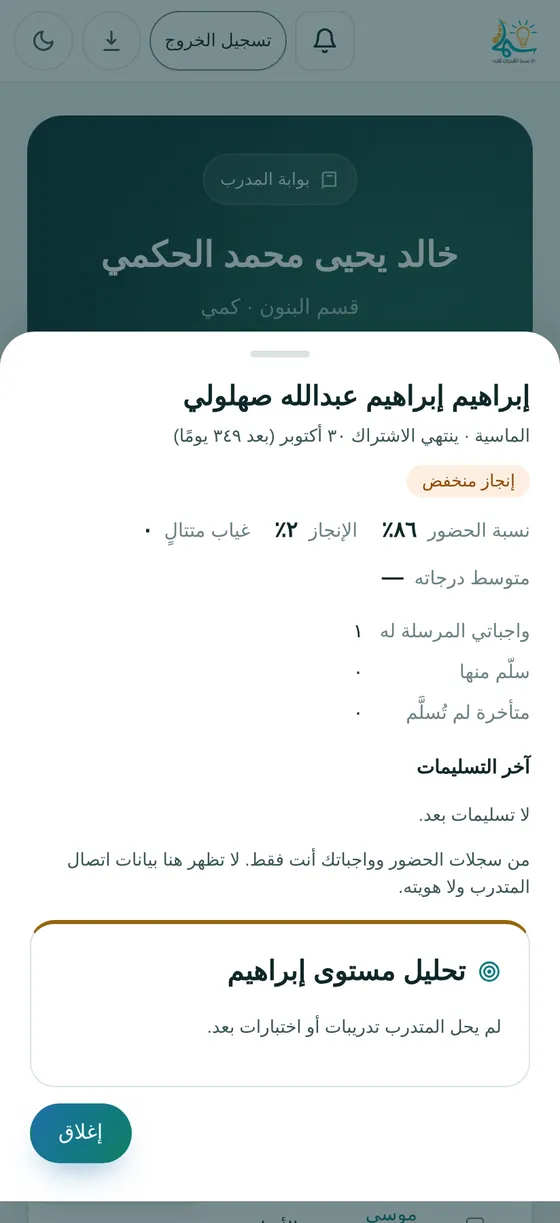 تسجيل الخروج
بوابة المدرب
خالد يحيى محمد الحكمي
قسم البنون · كمي
إبراهيم إبراهيم عبدالله صهلولي
الماسية · ينتهي الاشتراك ٣٠ أكتوبر (بعد ٣٤٩ يومًا)
إنجاز منخفض
نسبة الحضور ٨٦٪ الإنجاز ٢٪ غياب متتالٍ ٠
متوسط درجاته —
واجباتي المرسلة له ١
سلّم منها ٠
متأخرة لم تُسلَّم ٠
آخر التسليمات
لا تسليمات بعد.
من سجلات الحضور وواجباتك أنت فقط. لا تظهر هنا بيانات اتصال
المتدرب ولا هويته.
تحليل مستوى إبراهيم
لم يحل المتدرب تدريبات أو اختبارات بعد.
إغلاق
موسى